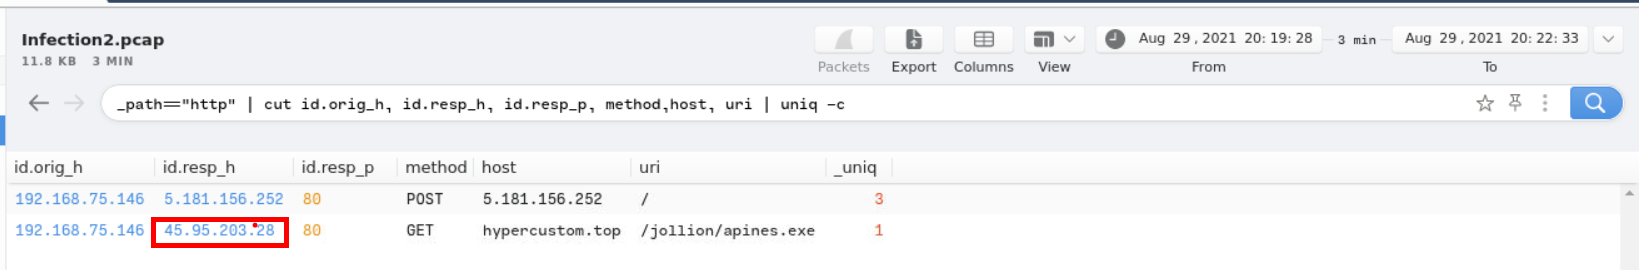 Infection2.pcap
11.8 KB 3 MIN
Packets Export Columns View
Aug 29, 2021 20:19:28 3 min Aug 29, 2021 20:22:33
From To
_path=="http" | cut id.orig_h, id.resp_h, id.resp_p, method,host, uri | uniq -c
id.orig_h id.resp_h id.resp_p method host uri _uniq
192.168.75.146 5.181.156.252 80 POST 5.181.156.252 / 3
192.168.75.146 45.95.203.28 80 GET hypercustom.top /jollion/apines.exe 1